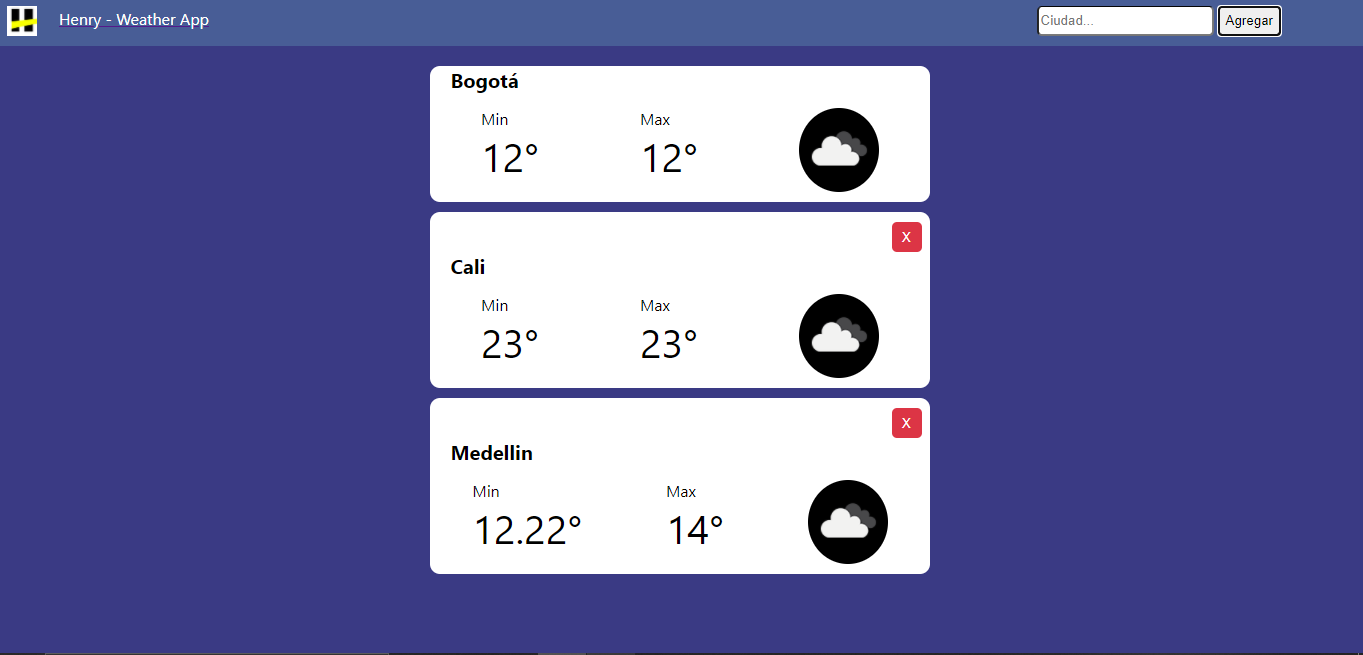 Henry - Weather App
Ciudad... Agregar
Bogotá
Min Max
12° 12°
X
Cali
Min Max
23° 23°
X
Medellin
Min Max
12.22° 14°